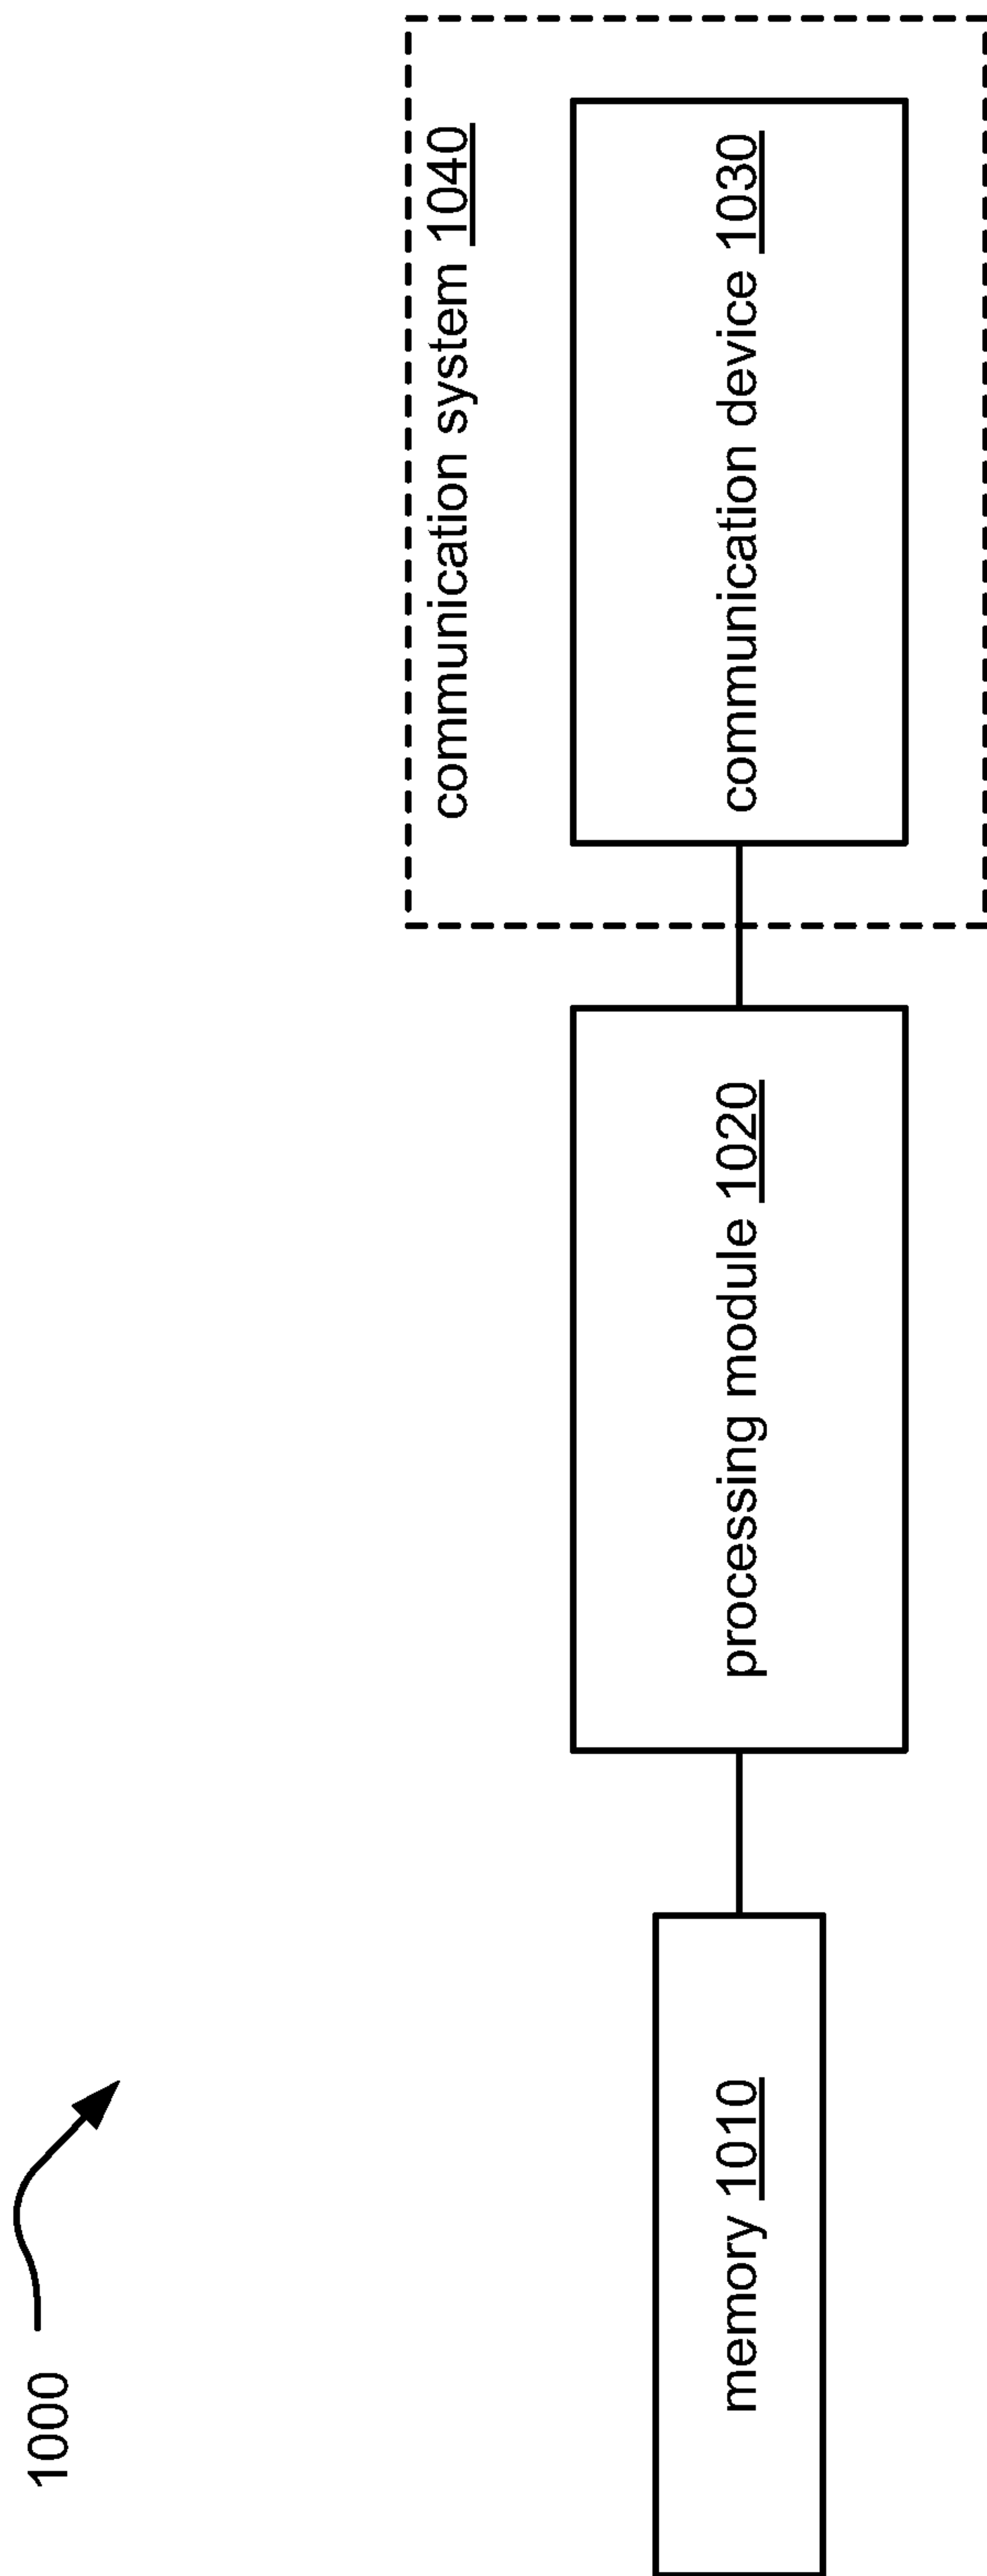 1000
communication system 1040
memory 1010
processing module 1020
communication device 1030